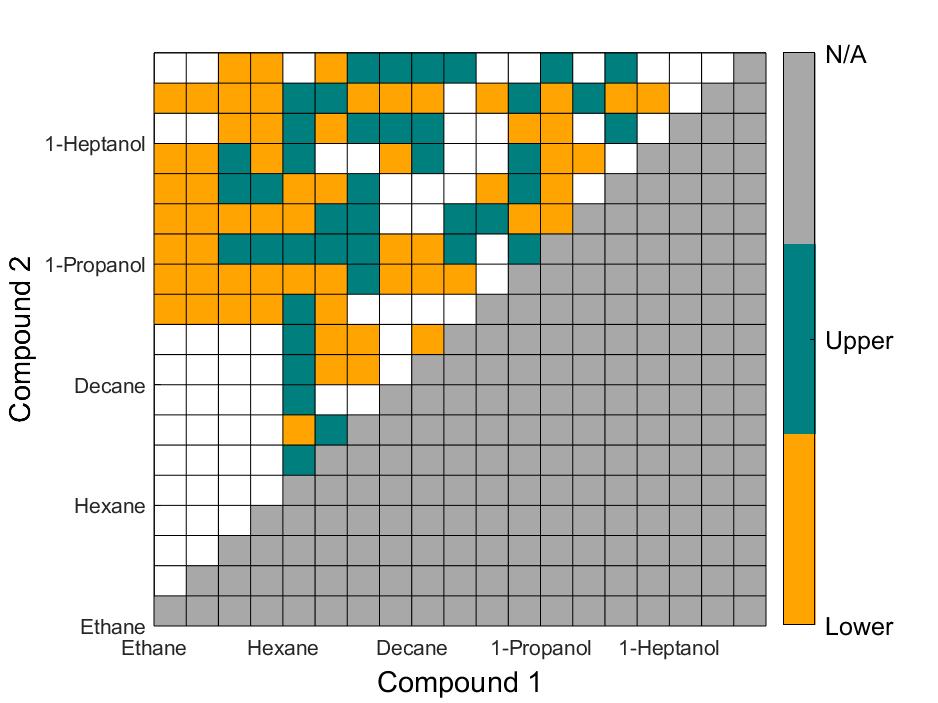 N/A
1-Heptanol
1-Propanol
Upper
Decane
Hexane
Ethane
Lower
Compound 2
Ethane Hexane Decane 1-Propanol 1-Heptanol
Compound 1